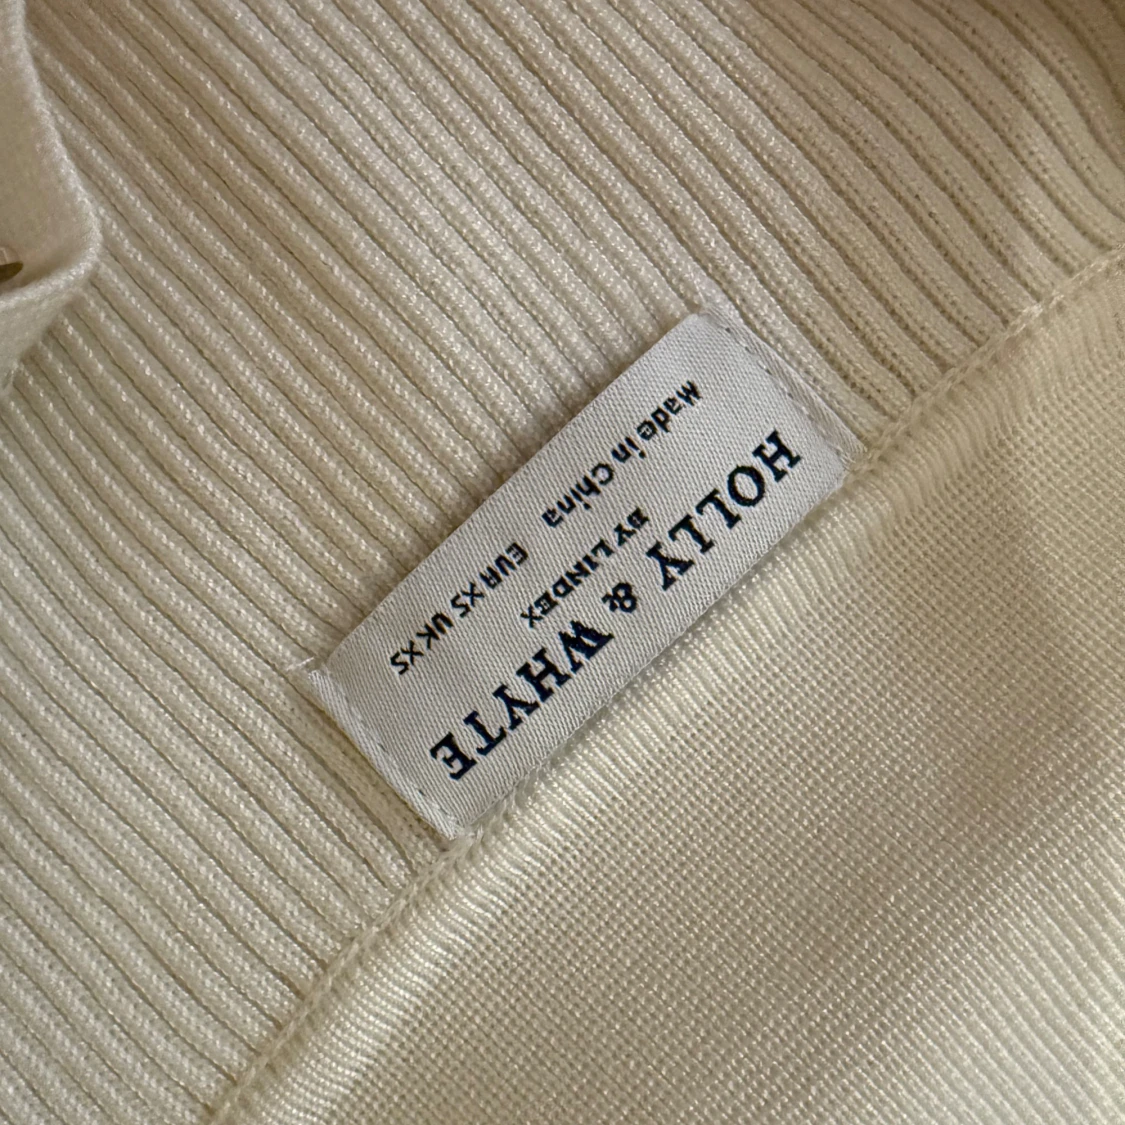 HOLLY & WHYTE
BY LINDEX
Made in China
EUR XS UK XS